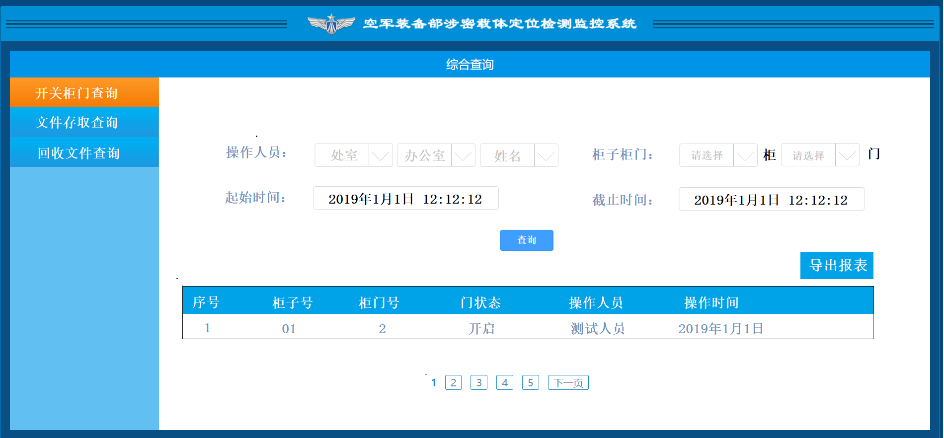 空军装备部涉密载体定位检测监控系统
综合查询
开关柜门查询
文件存取查询
回收文件查询
操作人员： 处室 办公室 姓名 柜子柜门： 请选择 柜 请选择 门
起始时间： 2019年1月1日 12:12:12 截止时间： 2019年1月1日 12:12:12
查询
导出报表
序号 柜子号 柜门号 门状态 操作人员 操作时间
1 01 2 开启 测试人员 2019年1月1日
1 2 3 4 5 下一页